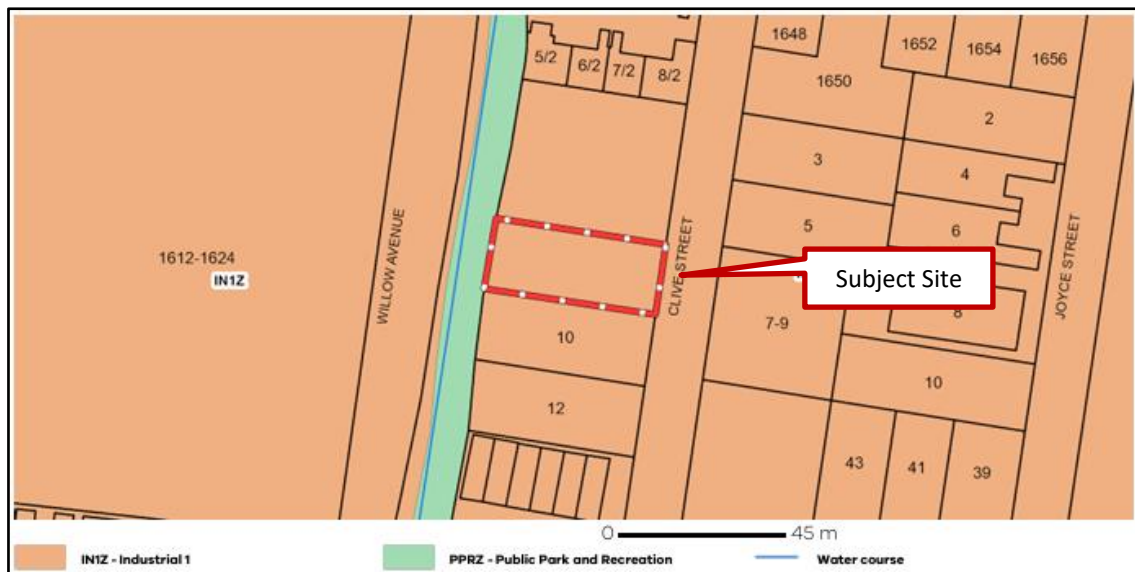 1648
1652
1654
1656
5/2
6/2
7/2
8/2
1650
2
3
4
5
6
1612-1624
IN1Z
WILLOW AVENUE
CLIVE STREET
Subject Site
JOYCE STREET
7-9
8
10
10
12
43
41
39
0
45 m
IN1Z - Industrial 1
PPRZ - Public Park and Recreation
Water course